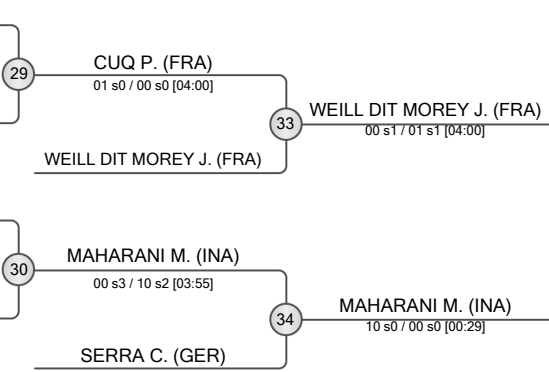 29
CUQ P. (FRA)
01 s0 / 00 s0 [04:00]
33
WEILL DIT MOREY J. (FRA)
00 s1 / 01 s1 [04:00]
WEILL DIT MOREY J. (FRA)
30
MAHARANI M. (INA)
00 s3 / 10 s2 [03:55]
34
MAHARANI M. (INA)
10 s0 / 00 s0 [00:29]
SERRA C. (GER)